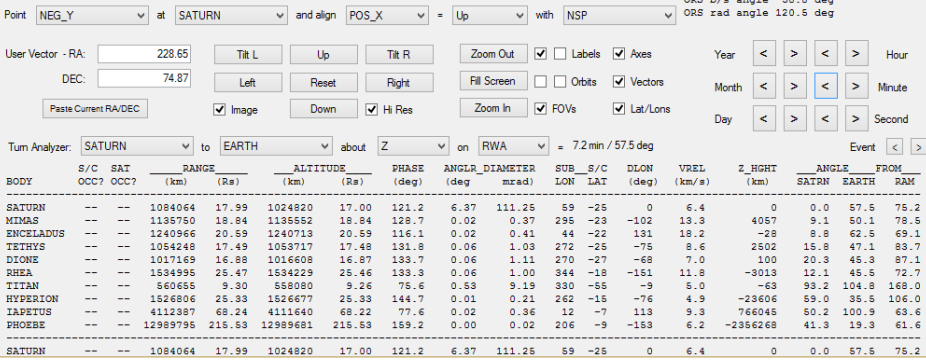 ORS rad angle 120.5 deg
Point NEG_Y at SATURN and align POS_X = Up with NSP
User Vector - RA: 228.65 Tilt L Up Tilt R Zoom Out Labels Axes Year < > < > Hour
DEC: 74.87 Left Reset Right Fill Screen Orbits Vectors Month < > < > Minute
Paste Current RA/DEC Image Down Hi Res Zoom In FOVs Lat/Lons Day < > < > Second
Turn Analyzer: SATURN to EARTH about Z on RWA = 7.2 min / 57.5 deg Event < >
S/C SAT ____RANGE____ ___ALTITUDE____ PHASE ANGLR_DIAMETER SUB__S/C DLON VREL Z_HGHT ___ANGLE___FROM___
BODY OCC? OCC? (km) (Rs) (km) (Rs) (deg) (deg mrad) LON LAT (deg) (km/s) (km) SATRN EARTH RAM
SATURN -- -- 1084064 17.99 1024820 17.00 121.2 6.37 111.25 59 -25 0 6.4 0 0.0 57.5 75.2
MIMAS -- -- 1135750 18.84 1135552 18.84 128.7 0.02 0.37 295 -23 -102 13.3 4057 9.1 50.1 78.5
ENCELADUS -- -- 1240966 20.59 1240713 20.59 116.1 0.02 0.41 44 -22 131 18.2 -28 8.8 62.5 69.1
TETHYS -- -- 1054248 17.49 1053717 17.48 131.8 0.06 1.03 272 -25 -75 8.6 2502 15.8 47.1 83.7
DIONE -- -- 1017169 16.88 1016608 16.87 133.7 0.06 1.11 270 -27 -68 7.0 100 20.3 45.3 87.1
RHEA -- -- 1534995 25.47 1534229 25.46 133.3 0.06 1.00 344 -18 -151 11.8 -3013 12.1 45.5 72.7
TITAN -- -- 560655 9.30 558080 9.26 75.6 0.53 9.19 330 -55 -9 5.0 -63 93.2 104.8 168.0
HYPERION -- -- 1526806 25.33 1526677 25.33 144.7 0.01 0.21 262 -15 -76 4.9 -23606 59.0 35.5 106.0
IAPETUS -- -- 4112387 68.24 4111640 68.22 77.6 0.02 0.36 12 -7 113 9.3 766045 50.2 100.9 63.6
PHOEBE -- -- 12989795 215.53 12989681 215.53 159.2 0.00 0.02 206 -9 -153 6.2 -2356268 41.3 19.3 61.6
SATURN -- -- 1084064 17.99 1024820 17.00 121.2 6.37 111.25 59 -25 0 6.4 0 0.0 57.5 75.2